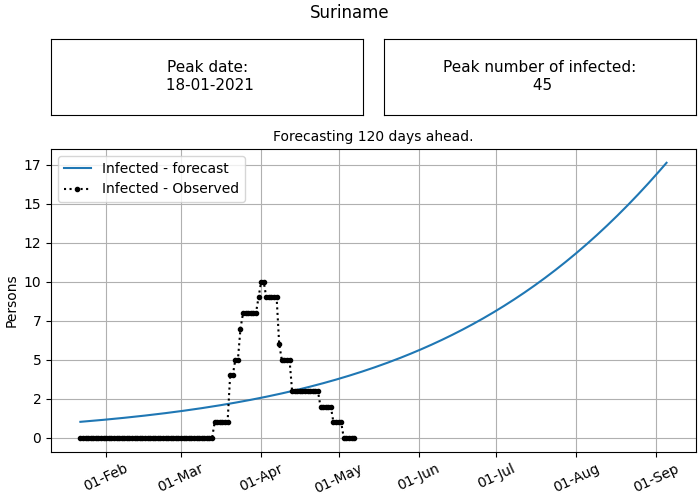 Suriname
Peak date:
18-01-2021
Peak number of infected:
45
Forecasting 120 days ahead.
Infected - forecast
Infected - Observed
Persons
17
15
12
10
7
5
2
0
01-Feb
01-Mar
01-Apr
01-May
01-Jun
01-Jul
01-Aug
01-Sep